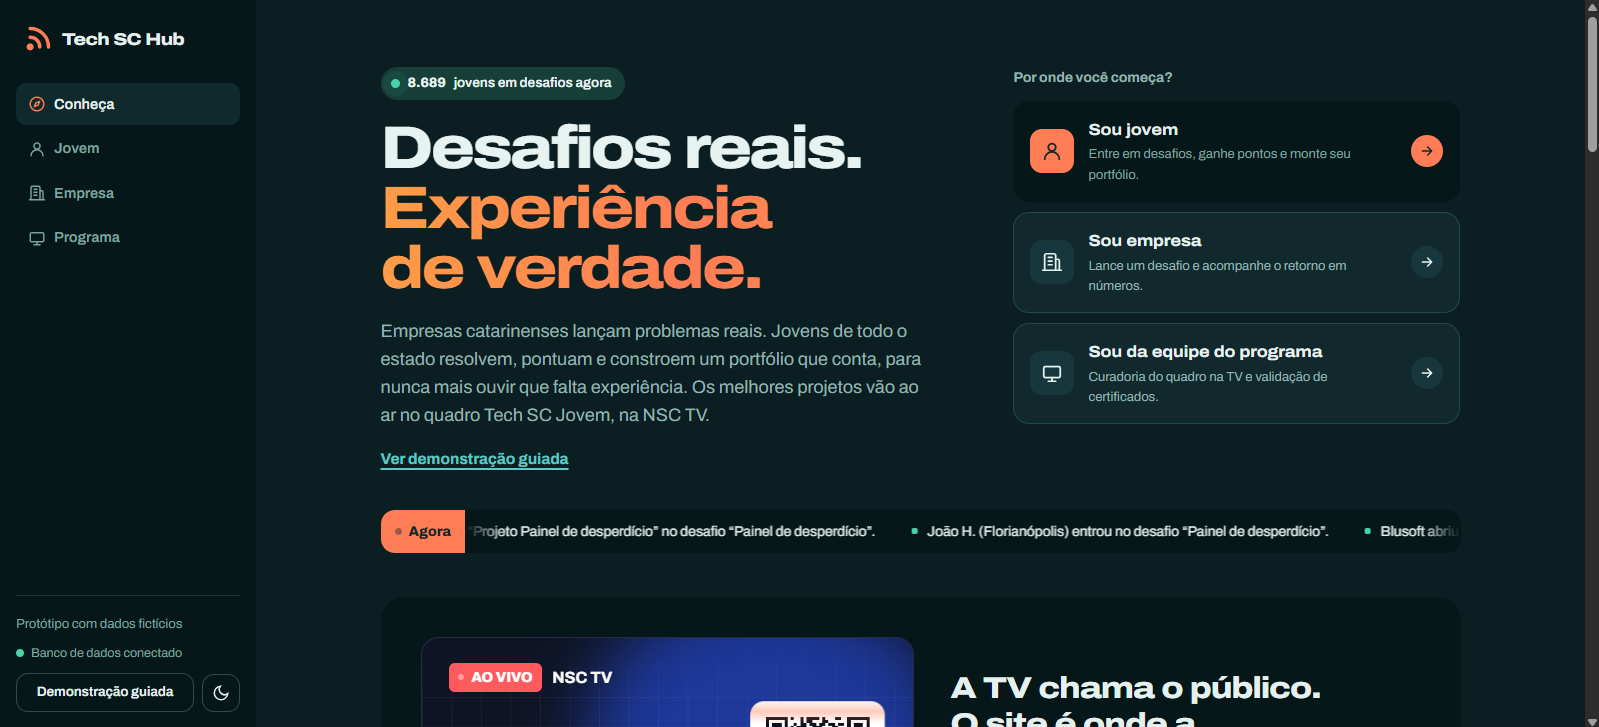 Tech SC Hub
Conheça
Jovem
Empresa
Programa
Protótipo com dados fictícios
Banco de dados conectado
Demonstração guiada
8.689 jovens em desafios agora
Desafios reais.
Experiência
de verdade.
Empresas catarinenses lançam problemas reais. Jovens de todo o
estado resolvem, pontuam e constroem um portfólio que conta, para
nunca mais ouvir que falta experiência. Os melhores projetos vão ao
ar no quadro Tech SC Jovem, na NSC TV.
Ver demonstração guiada
Por onde você começa?
Sou jovem
Entre em desafios, ganhe pontos e monte seu
portfólio.
Sou empresa
Lance um desafio e acompanhe o retorno em
números.
Sou da equipe do programa
Curadoria do quadro na TV e validação de
certificados.
Agora
“Projeto Painel de desperdício” no desafio “Painel de desperdício”.
João H. (Florianópolis) entrou no desafio “Painel de desperdício”.
Blusoft abriu
AO VIVO NSC TV
A TV chama o público.
O site é onde a